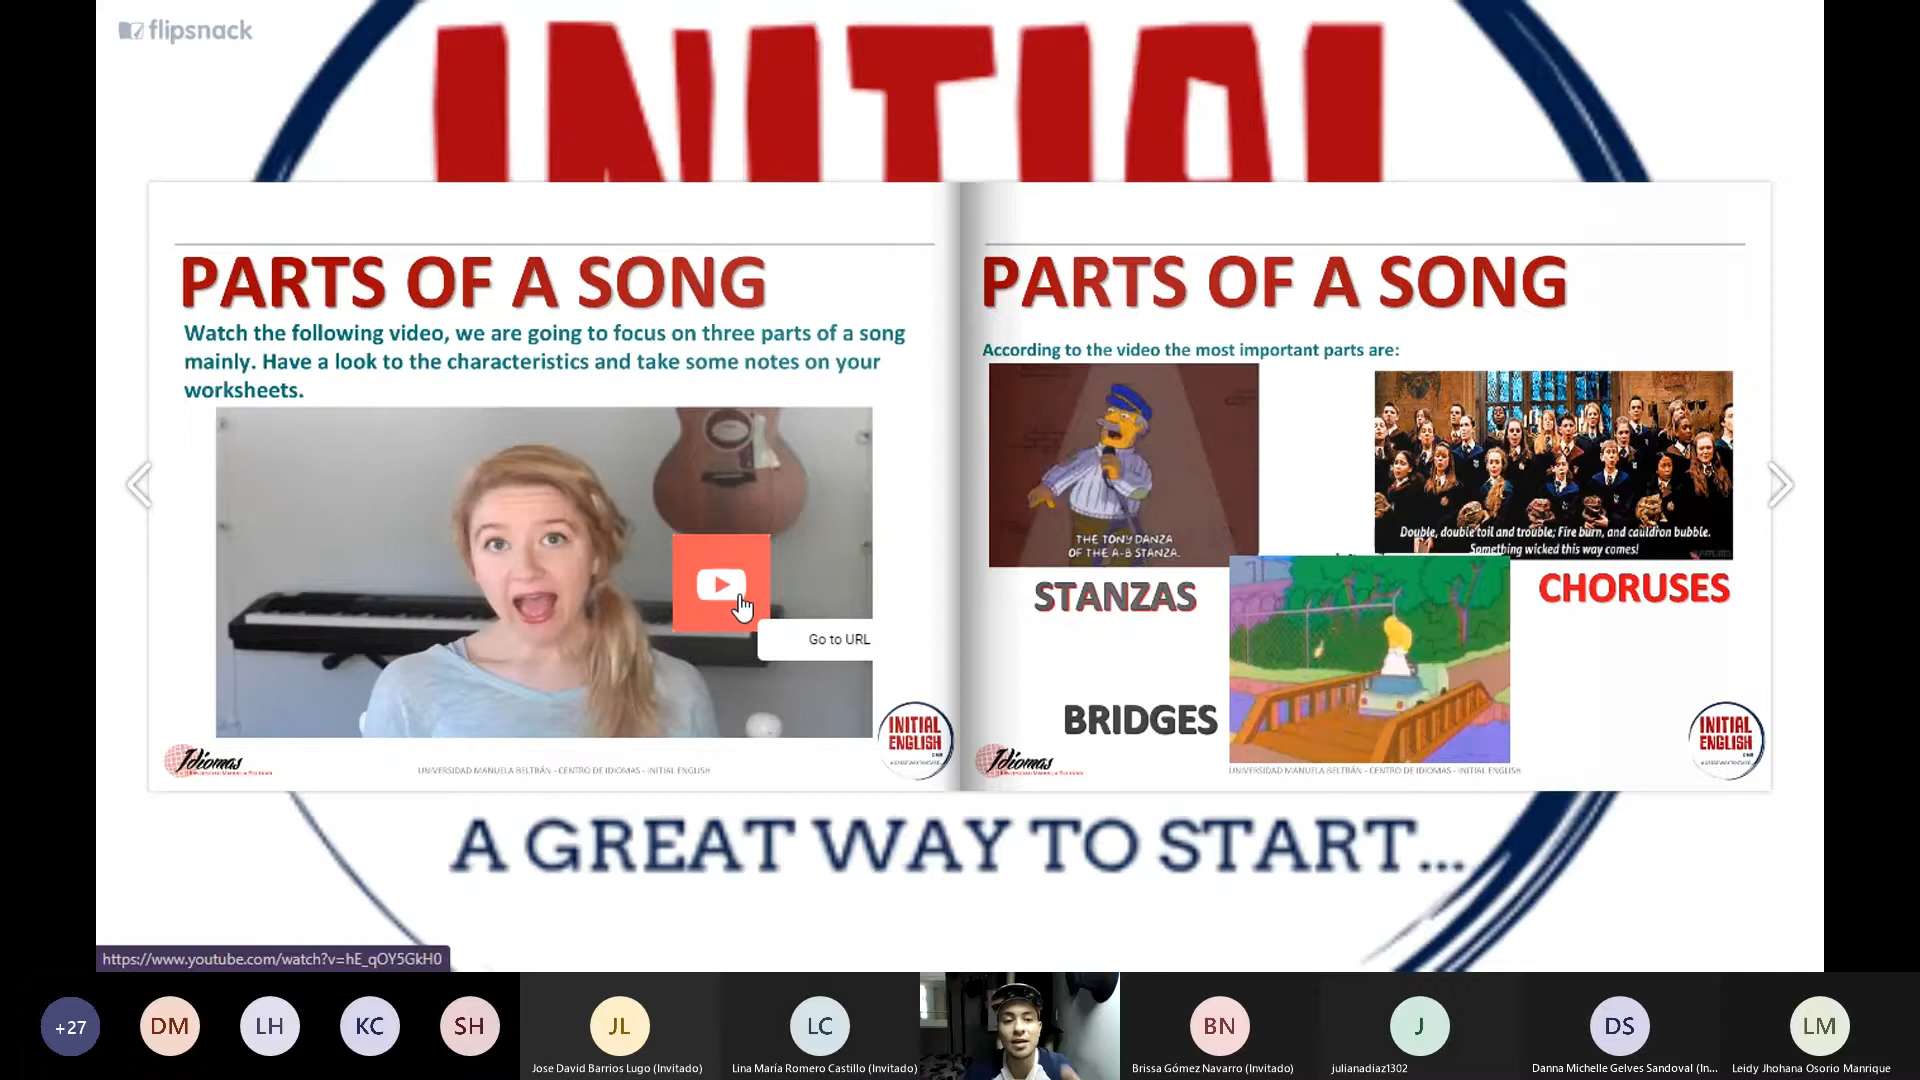 flipsnack
INITIAL
PARTS OF A SONG
Watch the following video, we are going to focus on three parts of a song
mainly. Have a look to the characteristics and take some notes on your
worksheets.
Go to URL
INITIAL
ENGLISH
Idiomas
UNIVERSIDAD MANUELA BELTRÁN - CENTRO DE IDIOMAS - INITIAL ENGLISH
PARTS OF A SONG
According to the video the most important parts are:
THE TONY DANZA
OF THE A-B STANZA.
Double, double toil and trouble; Fire burn, and cauldron bubble.
Something wicked this way comes!
STANZAS
CHORUSES
BRIDGES
INITIAL
ENGLISH
Idiomas
UNIVERSIDAD MANUELA BELTRÁN - CENTRO DE IDIOMAS - INITIAL ENGLISH
A GREAT WAY TO START...
https://www.youtube.com/watch?v=hE_qOY5GkH0
+27
DM
LH
KC
SH
JL
LC
BN
J
DS
LM
Jose David Barrios Lugo (Invitado)
Lina María Romero Castillo (Invitado)
Brissa Gómez Navarro (Invitado)
julianadiaz1302
Danna Michelle Gelves Sandoval (In...
Leidy Jhohana Osorio Manrique